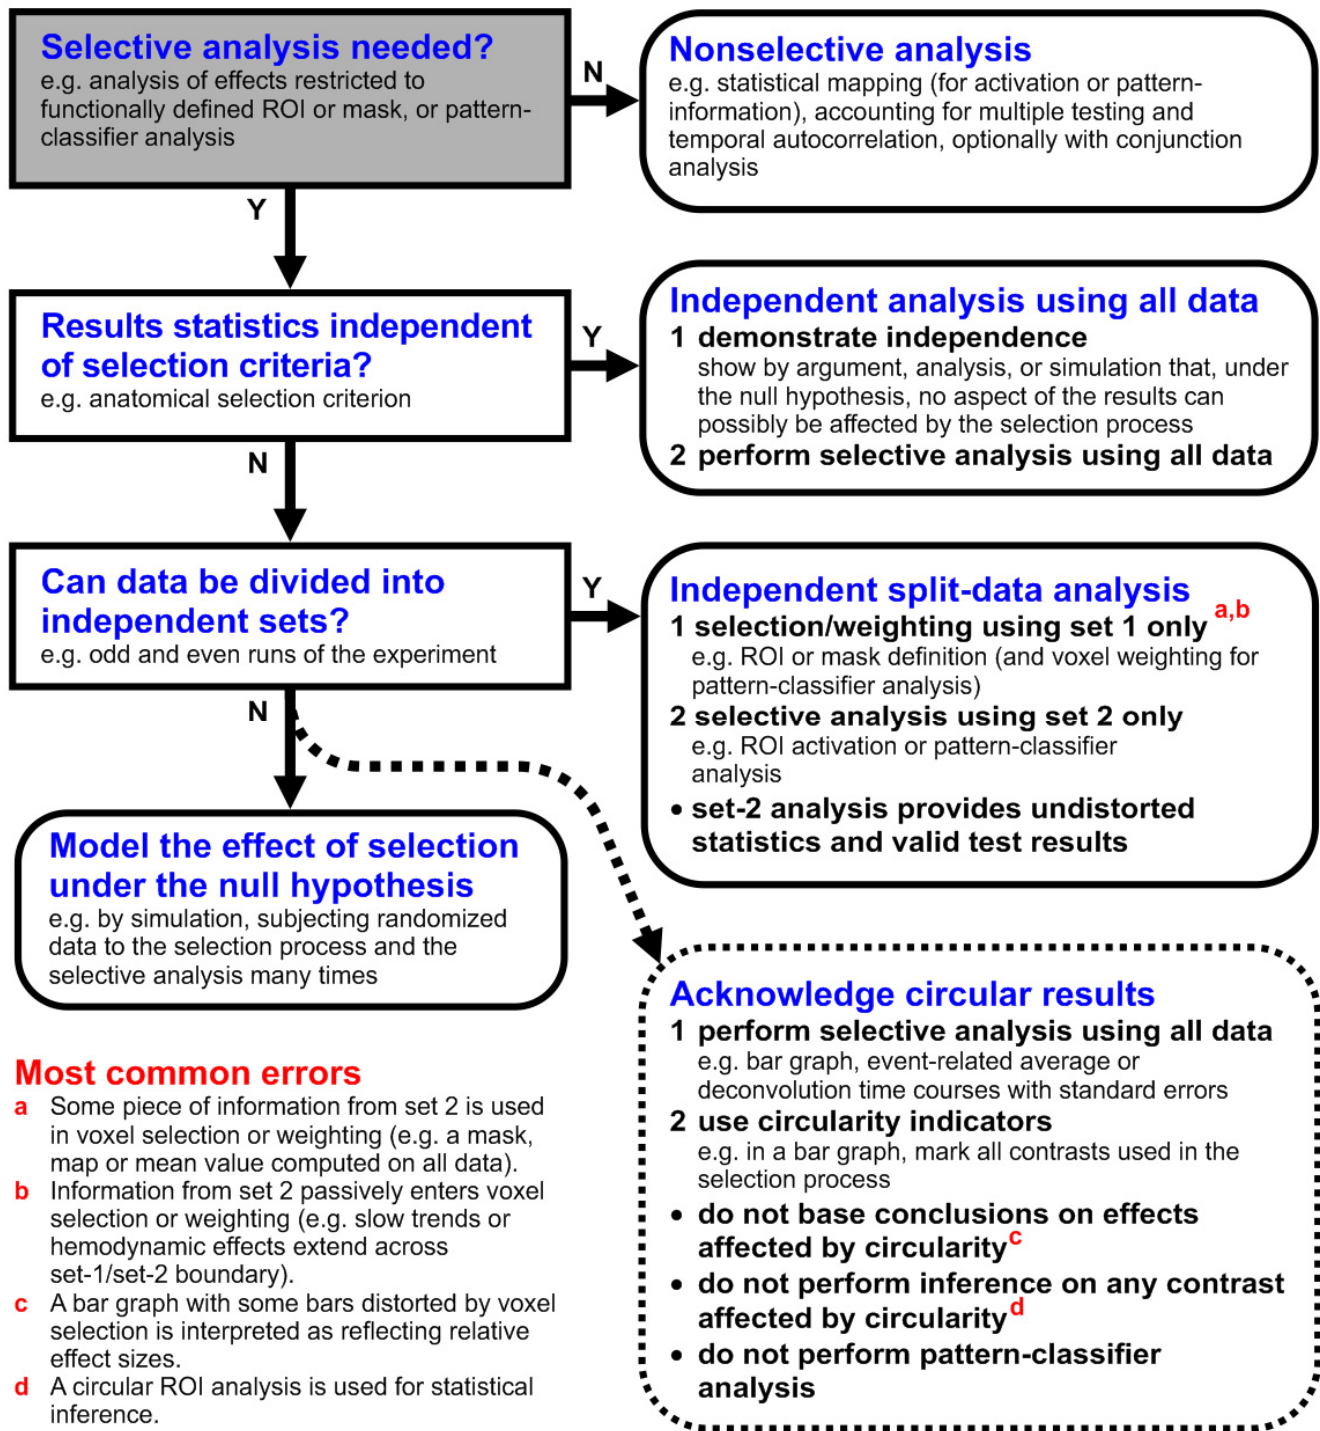 Selective analysis needed?
e.g. analysis of effects restricted to
functionally defined ROI or mask, or pattern-
classifier analysis
N
Nonselective analysis
e.g. statistical mapping (for activation or pattern-
information), accounting for multiple testing and
temporal autocorrelation, optionally with conjunction
analysis
Y
Results statistics independent
of selection criteria?
e.g. anatomical selection criterion
Y
Independent analysis using all data
1 demonstrate independence
show by argument, analysis, or simulation that, under
the null hypothesis, no aspect of the results can
possibly be affected by the selection process
2 perform selective analysis using all data
N
Can data be divided into
independent sets?
e.g. odd and even runs of the experiment
Y
Independent split-data analysis
1 selection/weighting using set 1 only a,b
e.g. ROI or mask definition (and voxel weighting for
pattern-classifier analysis)
2 selective analysis using set 2 only
e.g. ROI activation or pattern-classifier
analysis
• set-2 analysis provides undistorted
statistics and valid test results
N
Model the effect of selection
under the null hypothesis
e.g. by simulation, subjecting randomized
data to the selection process and the
selective analysis many times
Acknowledge circular results
1 perform selective analysis using all data
e.g. bar graph, event-related average or
deconvolution time courses with standard errors
2 use circularity indicators
e.g. in a bar graph, mark all contrasts used in the
selection process
• do not base conclusions on effects
affected by circularity c
• do not perform inference on any contrast
affected by circularity d
• do not perform pattern-classifier
analysis
Most common errors
a Some piece of information from set 2 is used
in voxel selection or weighting (e.g. a mask,
map or mean value computed on all data).
b Information from set 2 passively enters voxel
selection or weighting (e.g. slow trends or
hemodynamic effects extend across
set-1/set-2 boundary).
c A bar graph with some bars distorted by voxel
selection is interpreted as reflecting relative
effect sizes.
d A circular ROI analysis is used for statistical
inference.